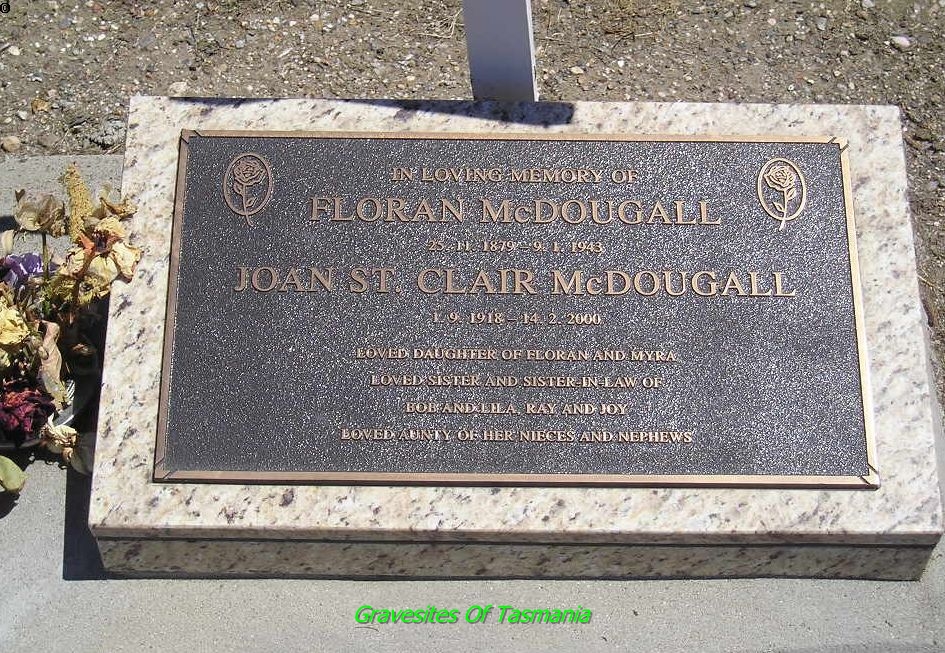 IN LOVING MEMORY OF
FLORAN McDOUGALL
25. 11. 1879 – 9. 1. 1943
JOAN ST. CLAIR McDOUGALL
1. 9. 1918 – 14. 2. 2000
LOVED DAUGHTER OF FLORAN AND MYRA
LOVED SISTER AND SISTER-IN-LAW OF
BOB AND LILA, RAY AND JOY
LOVED AUNTY OF HER NIECES AND NEPHEWS
Gravesites Of Tasmania